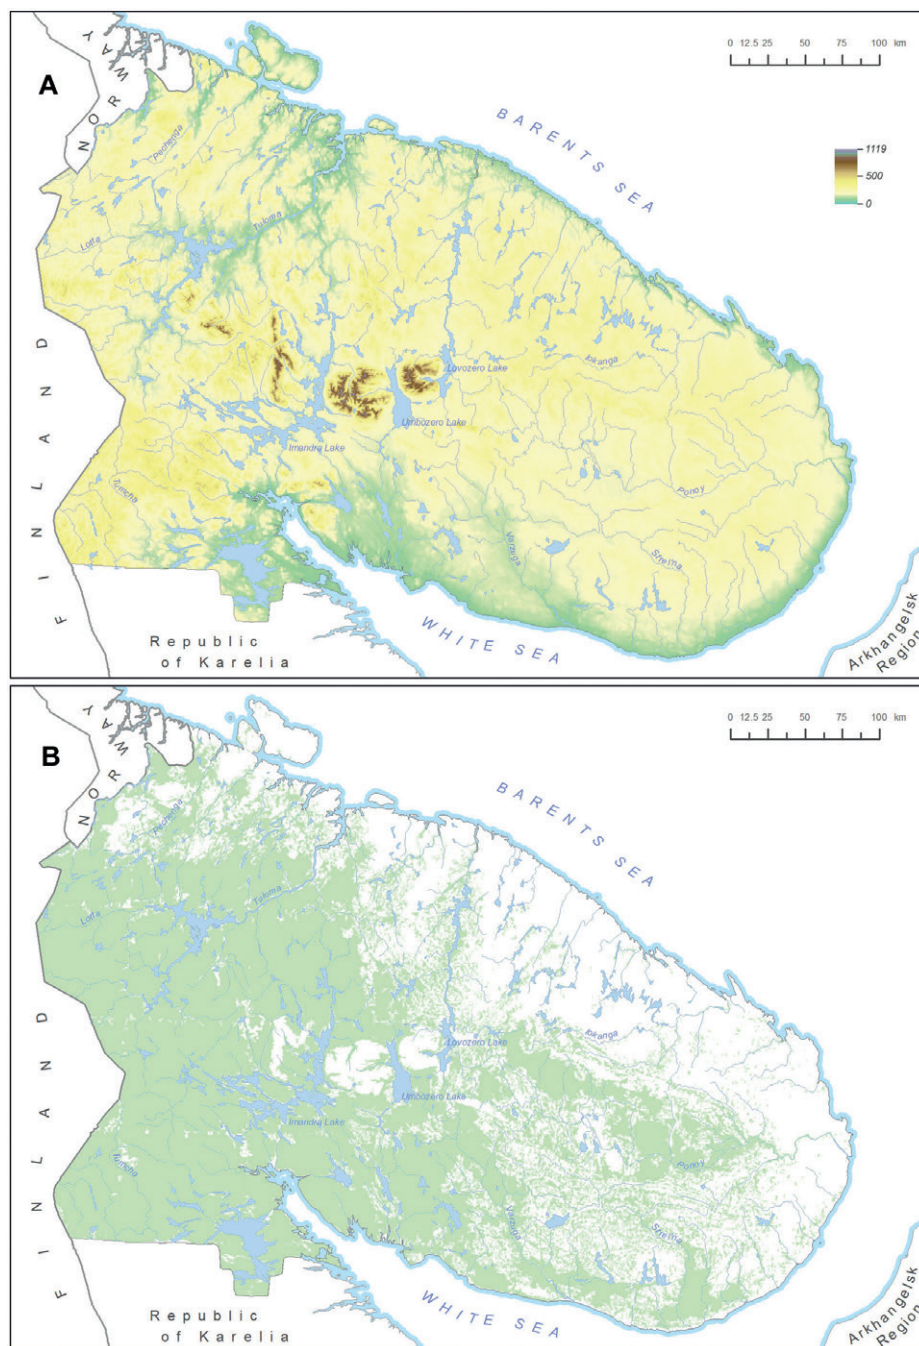 A
NORWAY
0 12.5 25 50 75 100 km
BARENTS SEA
1119
500
0
Pechenga
Tuloma
Lotta
Iokanga
Lovozero Lake
Umbozero Lake
Imandra Lake
Ponoy
Tumcha
Varzuga
Strelna
FINLAND
WHITE SEA
Republic
of Karelia
Arkhangelsk
Region
B
NORWAY
0 12.5 25 50 75 100 km
BARENTS SEA
Pechenga
Tuloma
Lotta
Iokanga
Lovozero Lake
Umbozero Lake
Imandra Lake
Ponoy
Tumcha
Varzuga
Strelna
FINLAND
WHITE SEA
Republic
of Karelia
Arkhangelsk
Region